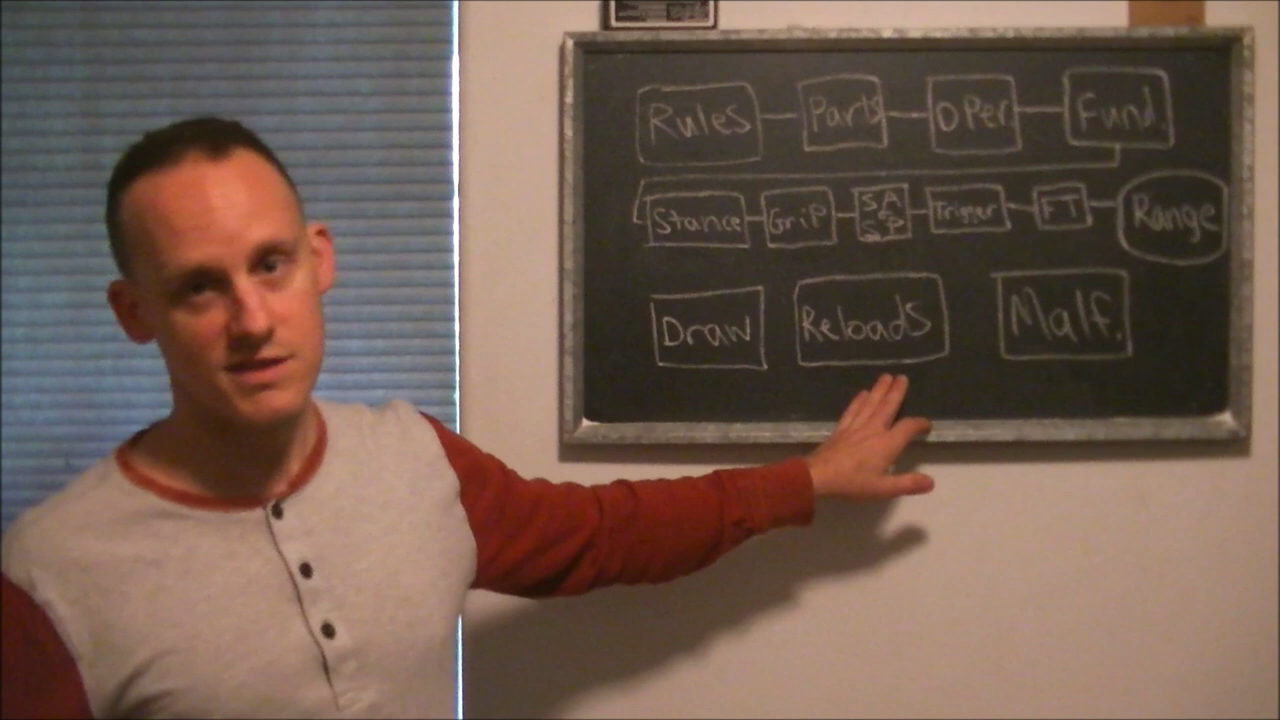 Rules Parts Oper. Fund.
Stance Grip SA & SP Trigger FT Range
Draw Reloads Malf.